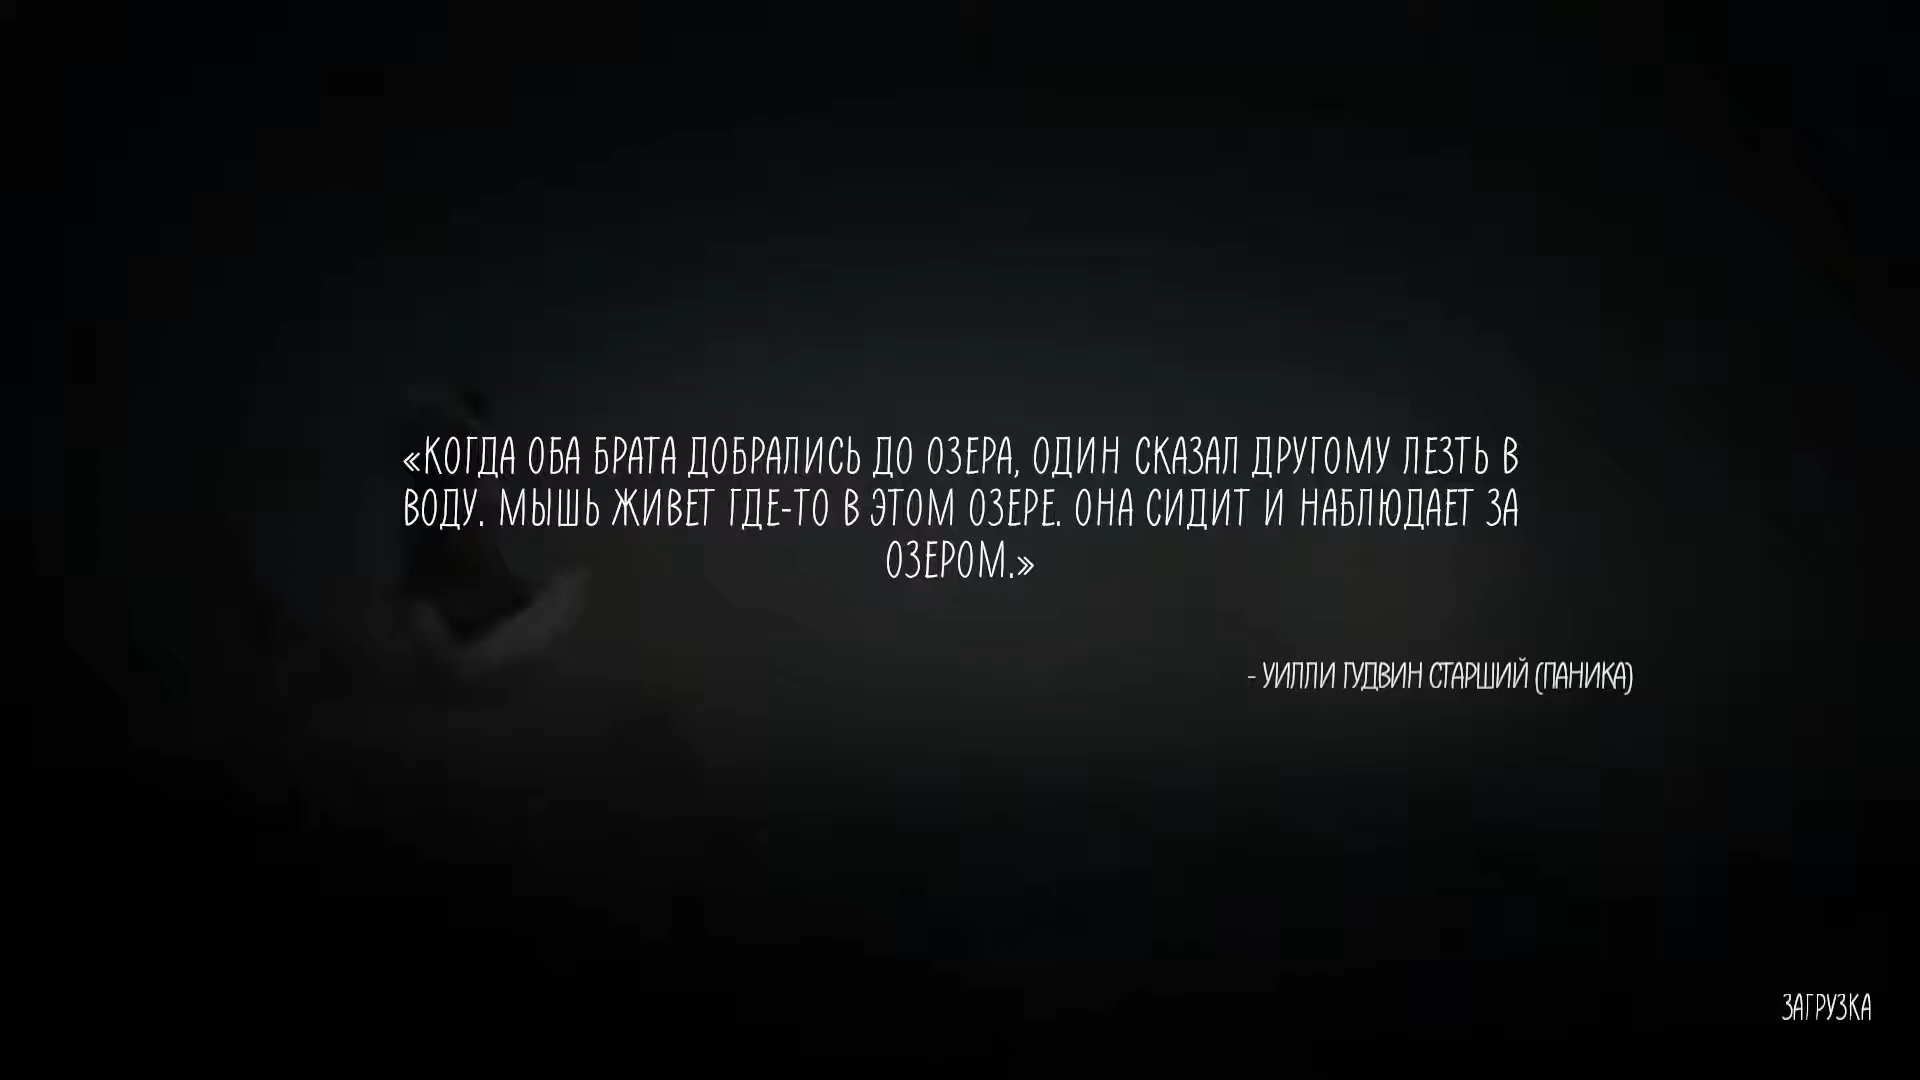 «КОГДА ОБА БРАТА ДОБРАЛИСЬ ДО ОЗЕРА, ОДИН СКАЗАЛ ДРУГОМУ ЛЕЗТЬ В
ВОДУ. МЫШЬ ЖИВЕТ ГДЕ-ТО В ЭТОМ ОЗЕРЕ. ОНА СИДИТ И НАБЛЮДАЕТ ЗА
ОЗЕРОМ.»
- УИЛЛИ ГУДВИН СТАРШИЙ (ПАНИКА)
ЗАГРУЗКА